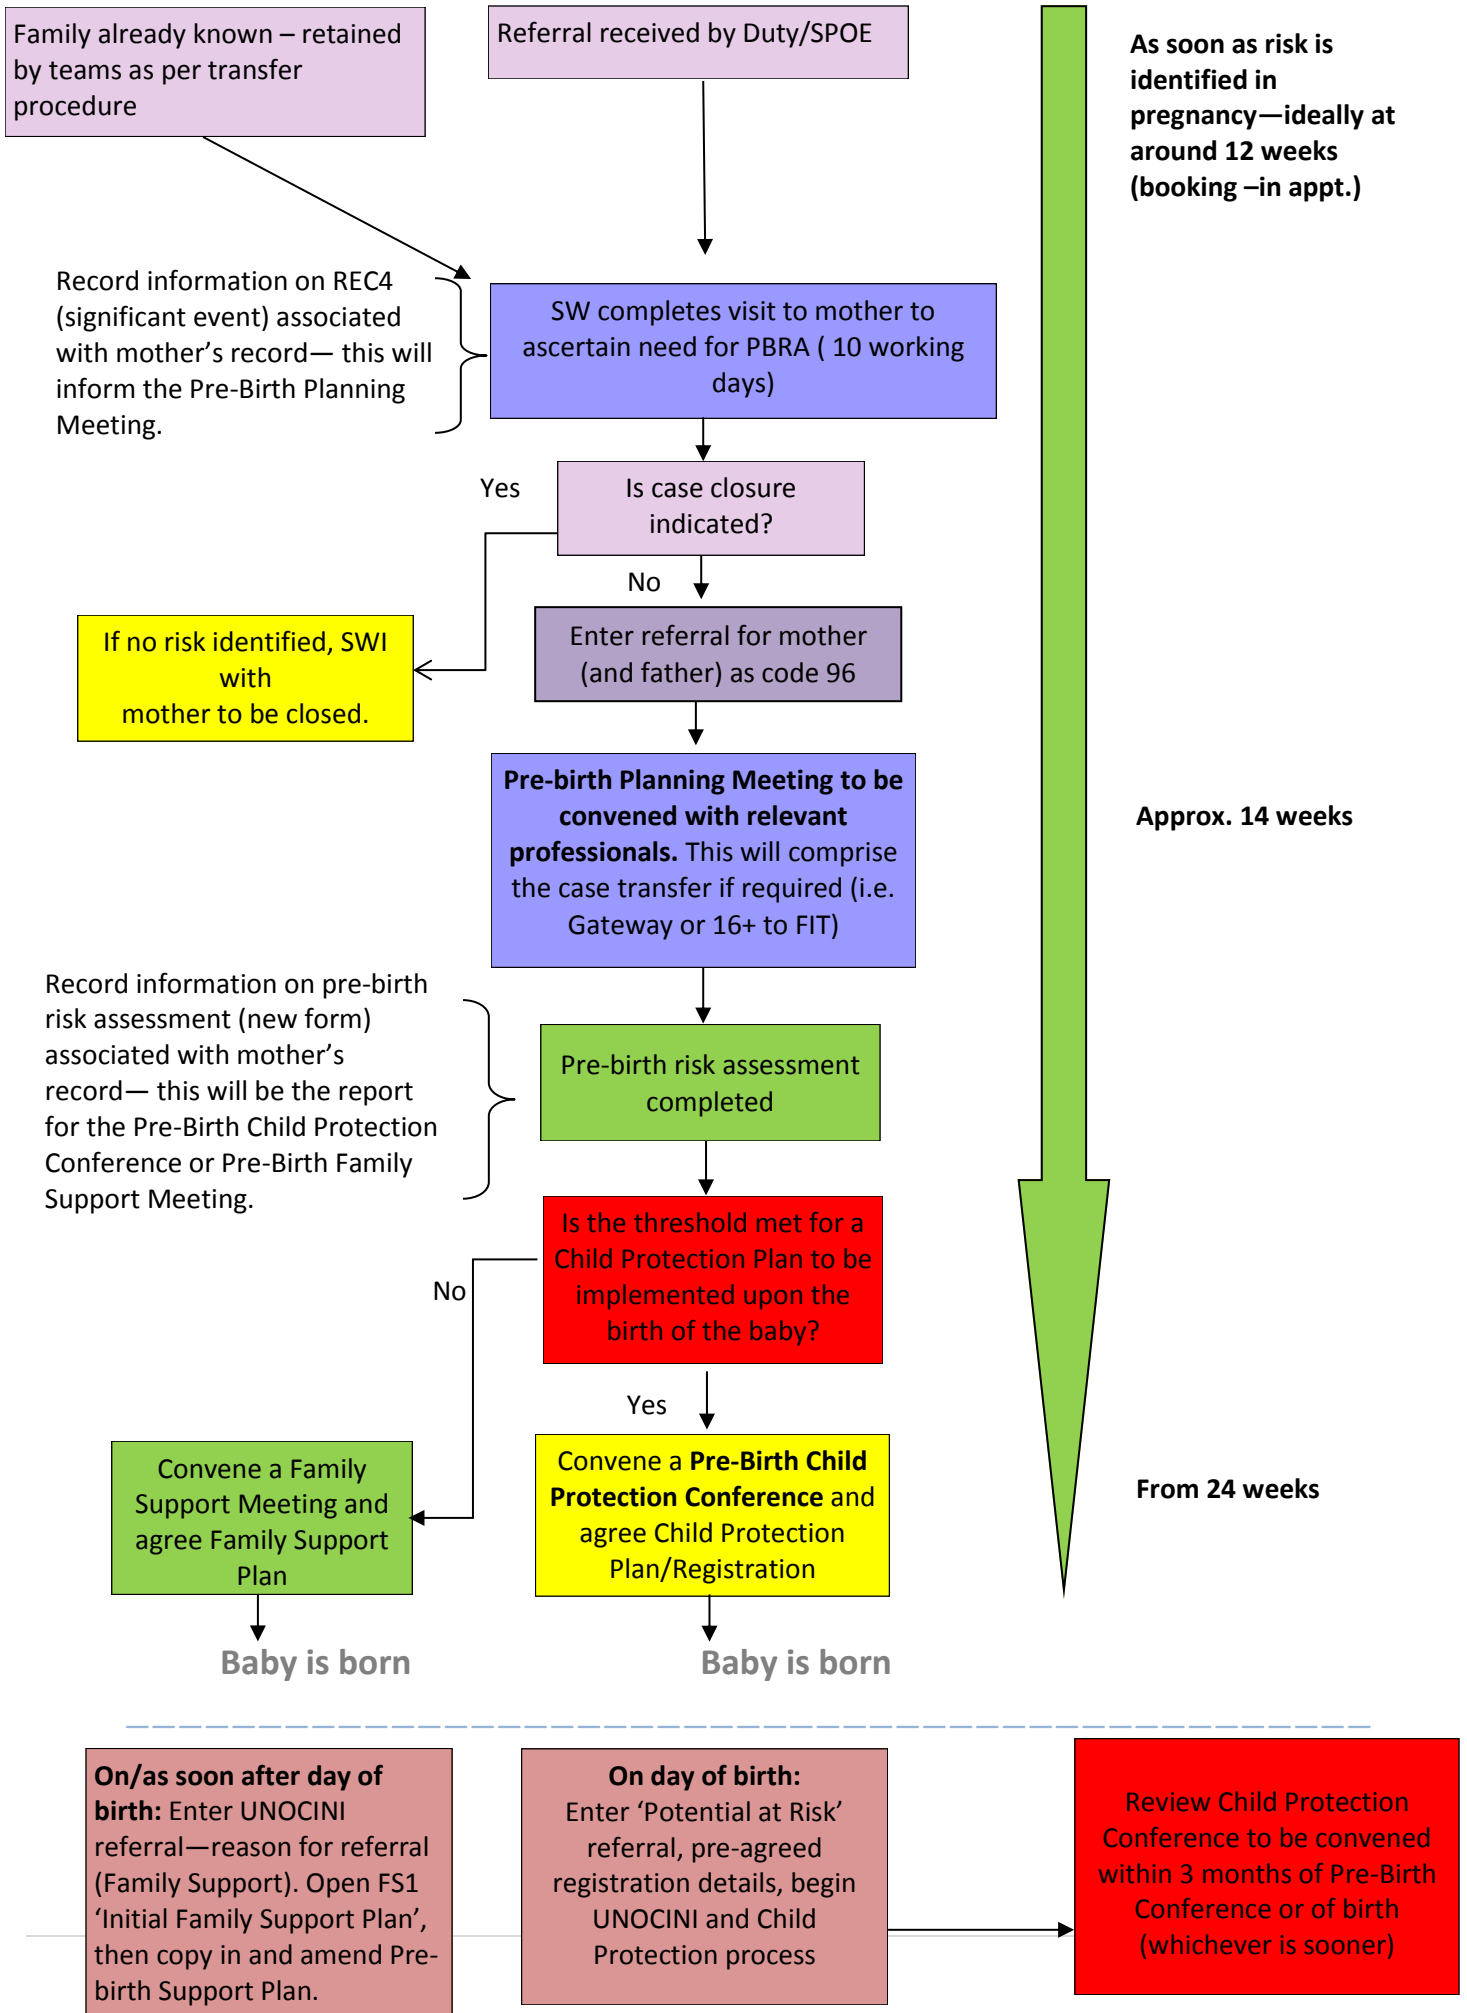 Family already known – retained
by teams as per transfer
procedure
Referral received by Duty/SPOE
As soon as risk is
identified in
pregnancy—ideally at
around 12 weeks
(booking –in appt.)
Record information on REC4
(significant event) associated
with mother’s record— this will
inform the Pre-Birth Planning
Meeting.
SW completes visit to mother to
ascertain need for PBRA ( 10 working
days)
Yes
Is case closure
indicated?
No
If no risk identified, SWI
with
mother to be closed.
Enter referral for mother
(and father) as code 96
Pre-birth Planning Meeting to be
convened with relevant
professionals. This will comprise
the case transfer if required (i.e.
Gateway or 16+ to FIT)
Approx. 14 weeks
Record information on pre-birth
risk assessment (new form)
associated with mother’s
record— this will be the report
for the Pre-Birth Child Protection
Conference or Pre-Birth Family
Support Meeting.
Pre-birth risk assessment
completed
Is the threshold met for a
Child Protection Plan to be
implemented upon the
birth of the baby?
No
Yes
Convene a Family
Support Meeting and
agree Family Support
Plan
Convene a Pre-Birth Child
Protection Conference and
agree Child Protection
Plan/Registration
From 24 weeks
Baby is born
Baby is born
On/as soon after day of
birth: Enter UNOCINI
referral—reason for referral
(Family Support). Open FS1
‘Initial Family Support Plan’,
then copy in and amend Pre-
birth Support Plan.
On day of birth:
Enter ‘Potential at Risk’
referral, pre-agreed
registration details, begin
UNOCINI and Child
Protection process
Review Child Protection
Conference to be convened
within 3 months of Pre-Birth
Conference or of birth
(whichever is sooner)